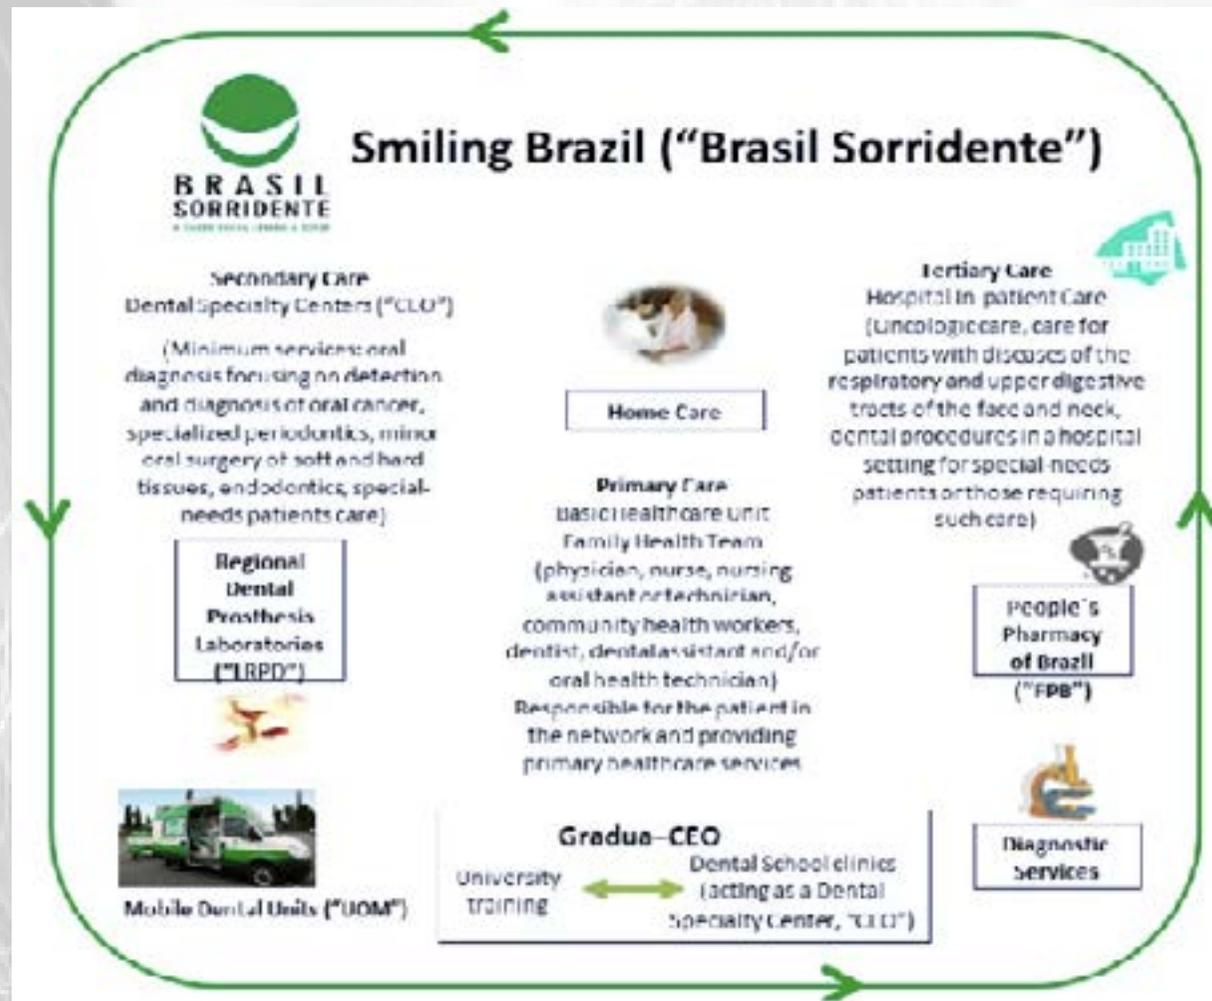 BRASIL
SORRIDENTE
Smiling Brazil (“Brasil Sorridente”)
Secondary Care
Dental Specialty Centers (“CEO”)
(Minimum services: oral
diagnosis focusing on detection
and diagnosis of oral cancer,
specialized periodontics, minor
oral surgery of soft and hard
tissues, endodontics, special-
needs patients care)
Regional
Dental
Prosthesis
Laboratories
(“LRPD”)
Mobile Dental Units (“UOM”)
Home Care
Primary Care
Basic Healthcare Unit
Family Health Team
(physician, nurse, nursing
assistant or technician,
community health workers,
dentist, dental assistant and/or
oral health technician)
Responsible for the patient in
the network and providing
primary healthcare services
Gradua–CEO
University
training
Dental School clinics
(acting as a Dental
Specialty Center, “CEO”)
Tertiary Care
Hospital In-patient Care
(Oncologic care, care for
patients with diseases of the
respiratory and upper digestive
tracts of the face and neck,
dental procedures in a hospital
setting for special-needs
patients or those requiring
such care)
People´s
Pharmacy
of Brazil
(“FPB”)
Diagnostic
Services